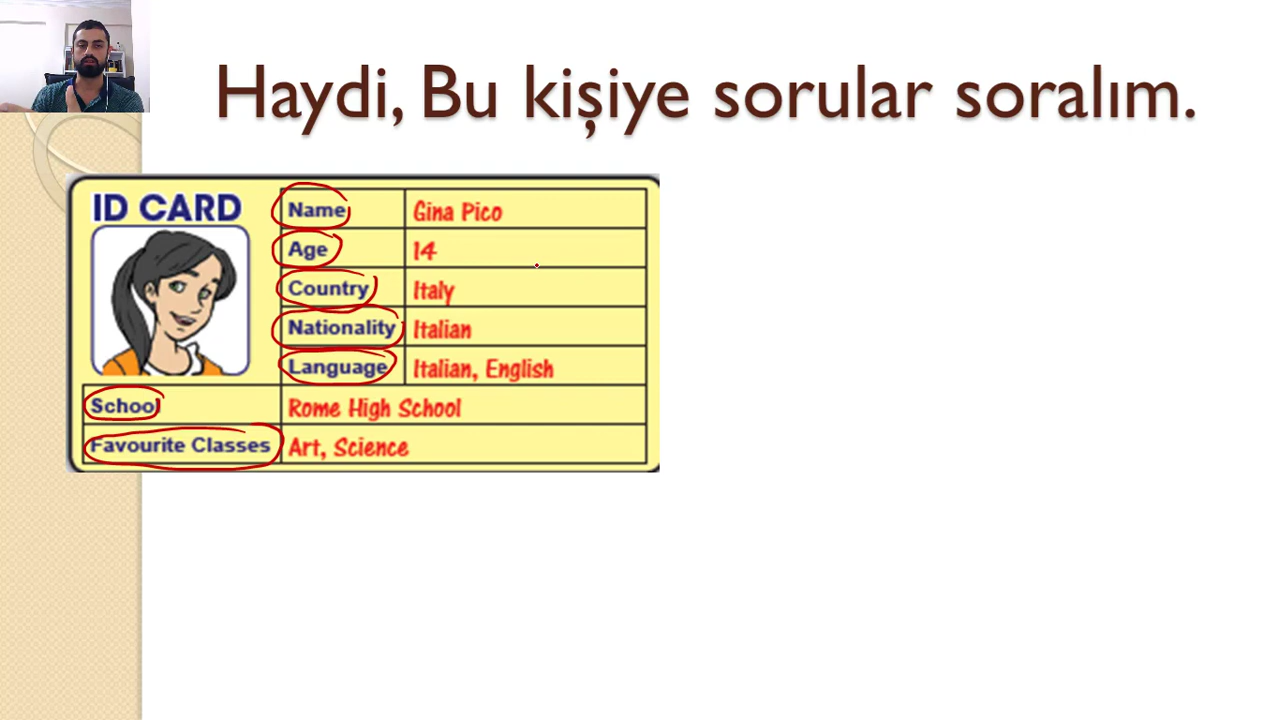 Haydi, Bu kişiye sorular soralım.
ID CARD
Name Gina Pico
Age 14
Country Italy
Nationality Italian
Language Italian, English
School Rome High School
Favourite Classes Art, Science